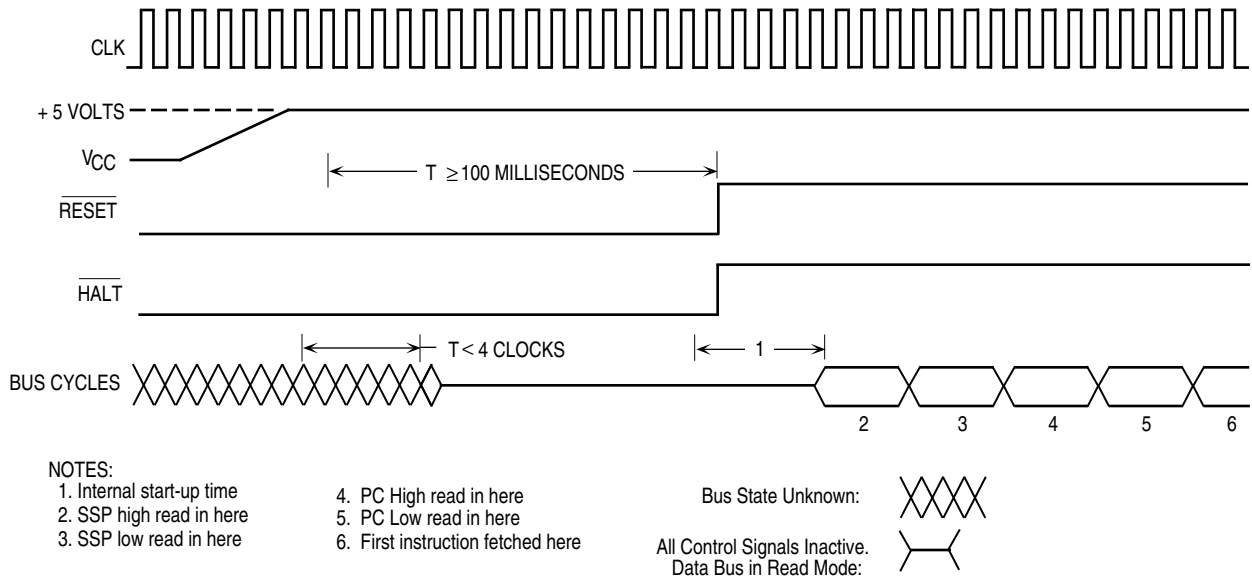 CLK
+ 5 VOLTS
VCC
T ≥100 MILLISECONDS
RESET
HALT
T< 4 CLOCKS
1
BUS CYCLES
2 3 4 5 6
NOTES:
1. Internal start-up time
2. SSP high read in here
3. SSP low read in here
4. PC High read in here
5. PC Low read in here
6. First instruction fetched here
Bus State Unknown:
All Control Signals Inactive.
Data Bus in Read Mode: